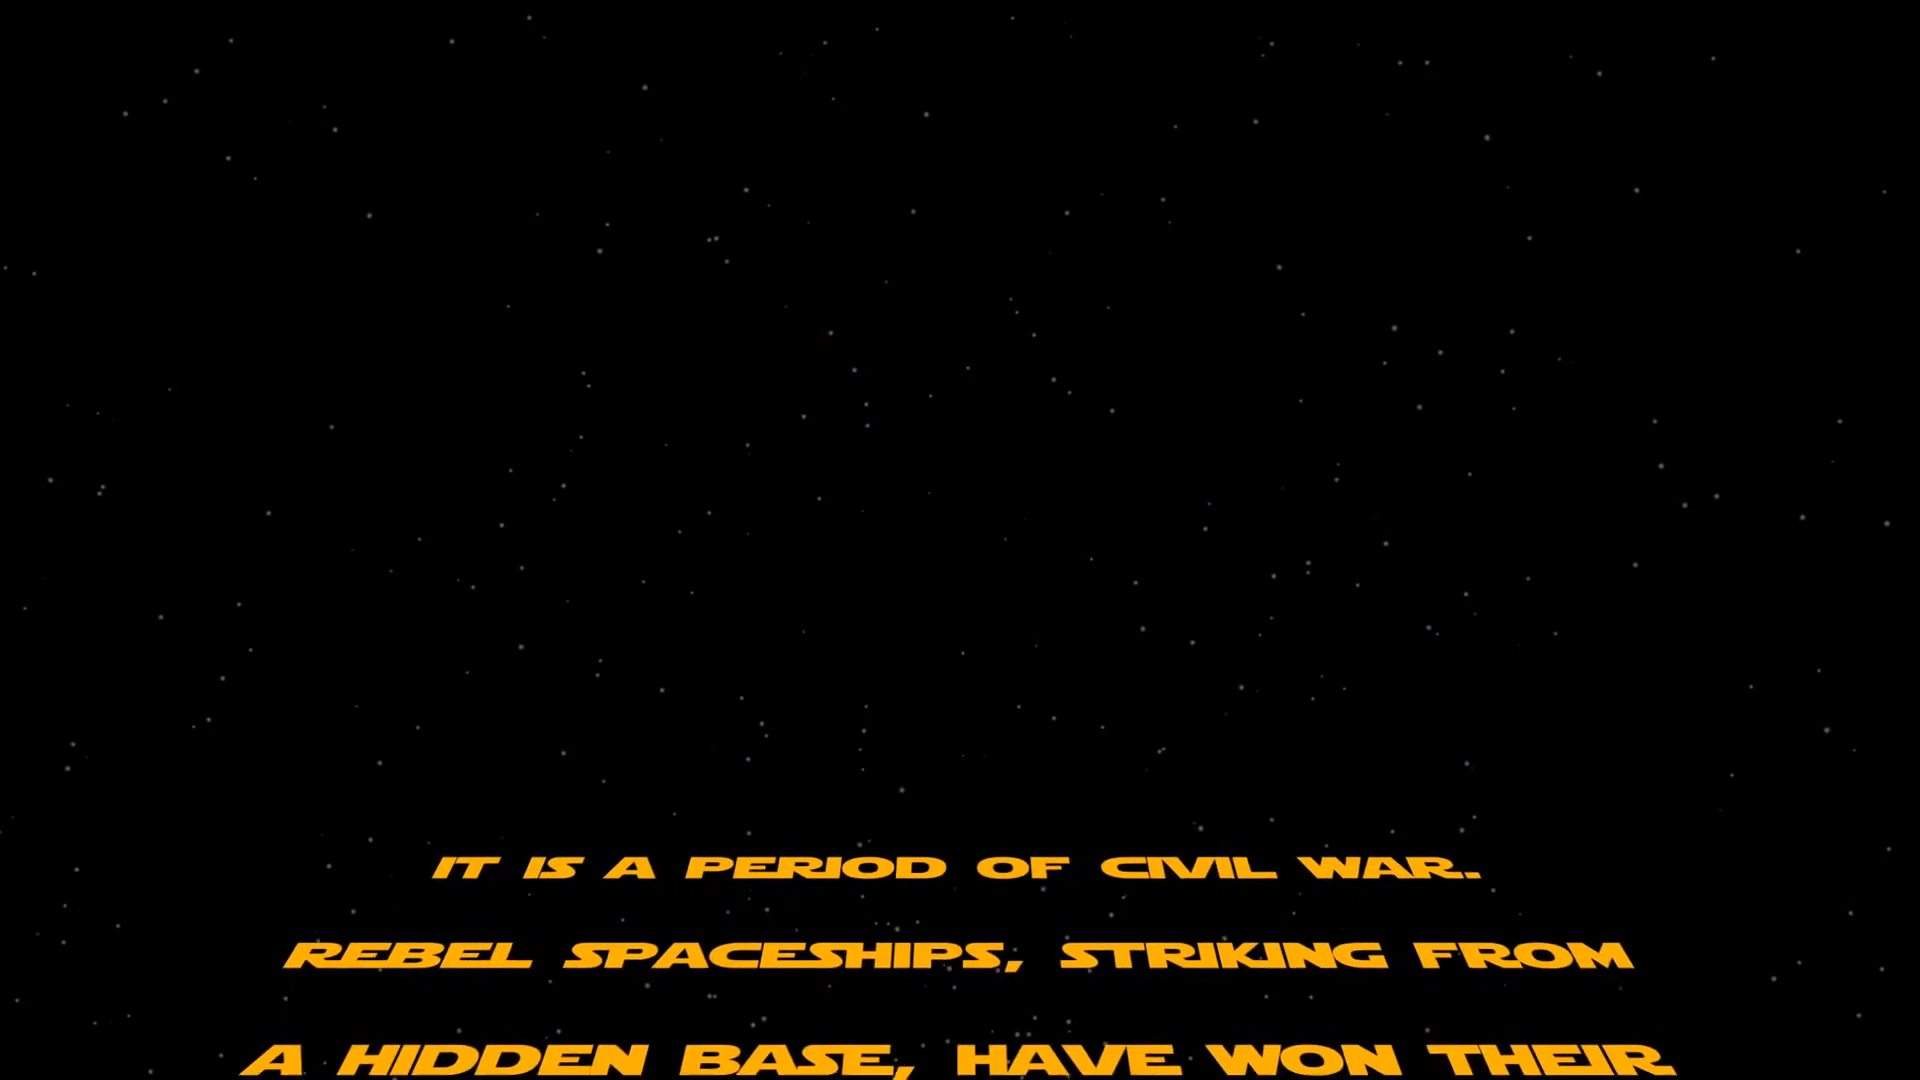 IT IS A PERIOD OF CIVIL WAR.
REBEL SPACESHIPS, STRIKING FROM
A HIDDEN BASE, HAVE WON THEIR